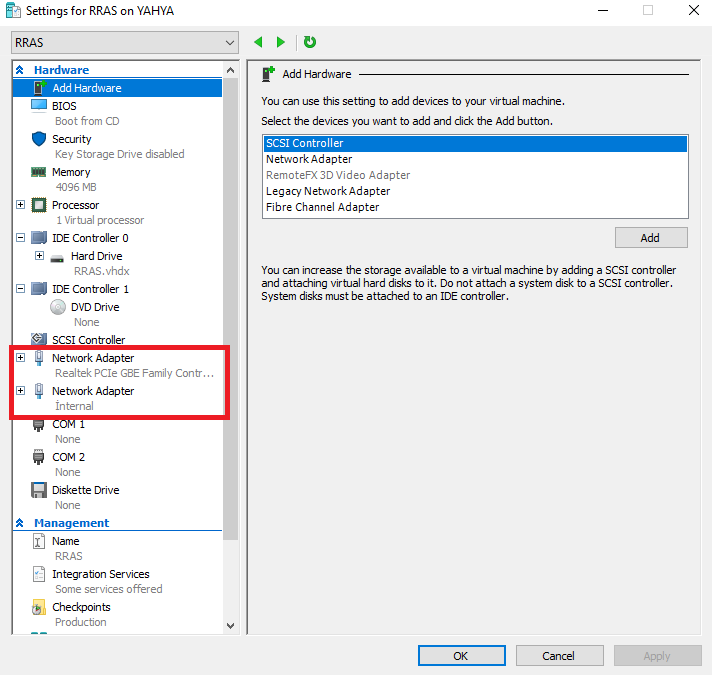 Settings for RRAS on YAHYA
RRAS
Hardware
Add Hardware
BIOS
Boot from CD
Security
Key Storage Drive disabled
Memory
4096 MB
Processor
1 Virtual processor
IDE Controller 0
Hard Drive
RRAS.vhdx
IDE Controller 1
DVD Drive
None
SCSI Controller
Network Adapter
Realtek PCIe GBE Family Contr...
Network Adapter
Internal
COM 1
None
COM 2
None
Diskette Drive
None
Management
Name
RRAS
Integration Services
Some services offered
Checkpoints
Production
Add Hardware
You can use this setting to add devices to your virtual machine.
Select the devices you want to add and click the Add button.
SCSI Controller
Network Adapter
RemoteFX 3D Video Adapter
Legacy Network Adapter
Fibre Channel Adapter
Add
You can increase the storage available to a virtual machine by adding a SCSI controller
and attaching virtual hard disks to it. Do not attach a system disk to a SCSI controller.
System disks must be attached to an IDE controller.
OK
Cancel
Apply